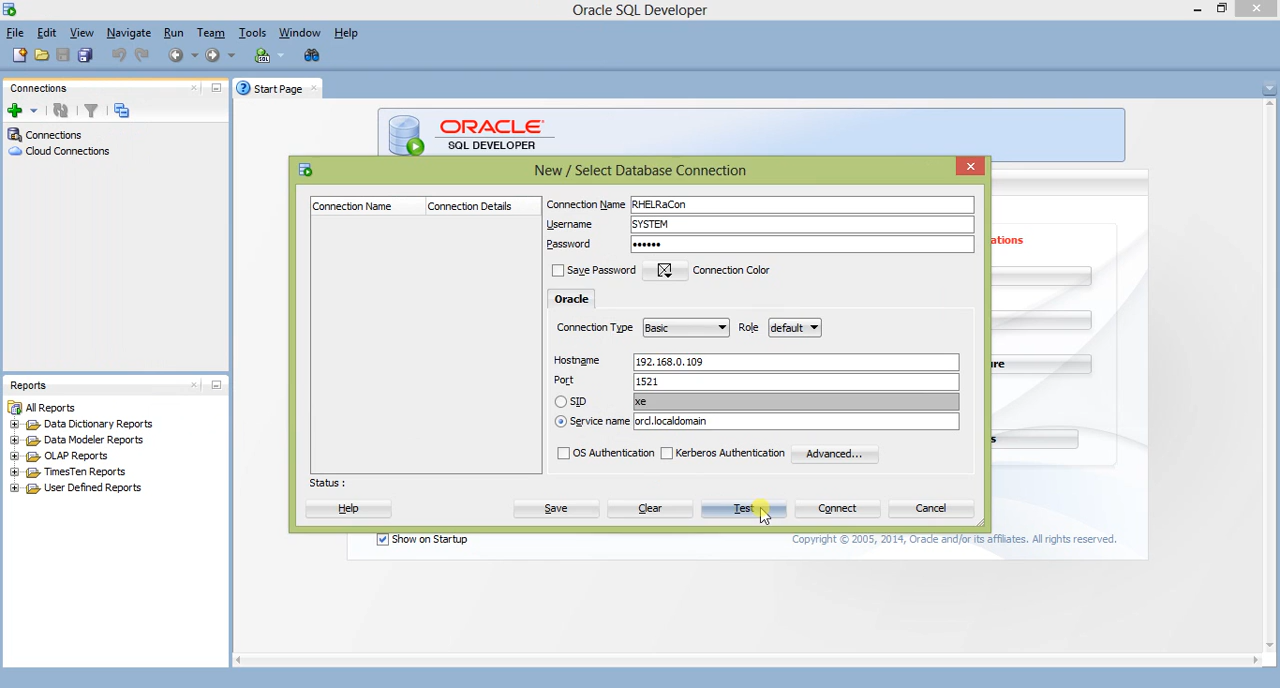 Oracle SQL Developer
File Edit View Navigate Run Team Tools Window Help
Connections
Start Page
Connections
Cloud Connections
ORACLE
SQL DEVELOPER
New / Select Database Connection
Connection Name Connection Details
Connection Name RHELRaCon
Username SYSTEM
Password ••••••
Save Password Connection Color
Oracle
Connection Type Basic Role default
Hostname 192.168.0.109
Port 1521
SID xe
Service name orcl.localdomain
OS Authentication Kerberos Authentication Advanced...
Status :
Help Save Clear Test Connect Cancel
Reports
All Reports
Data Dictionary Reports
Data Modeler Reports
OLAP Reports
TimesTen Reports
User Defined Reports
Show on Startup
Copyright © 2005, 2014, Oracle and/or its affiliates. All rights reserved.